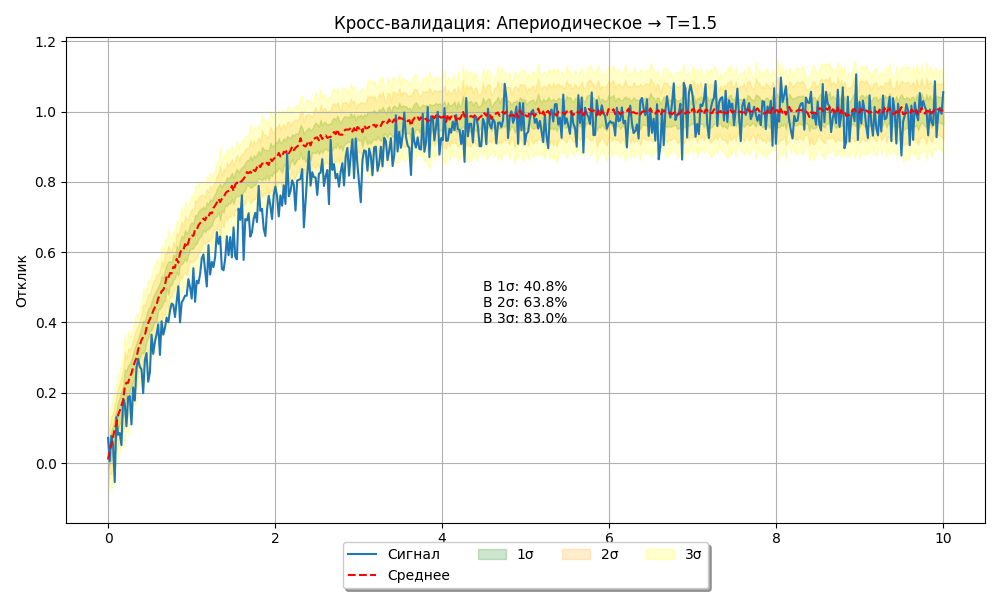 Кросс-валидация: Апериодическое → T=1.5
1.2
1.0
0.8
0.6
0.4
0.2
0.0
Отклик
В 1σ: 40.8%
В 2σ: 63.8%
В 3σ: 83.0%
0 2 4 6 8 10
Сигнал 1σ 2σ 3σ
Среднее